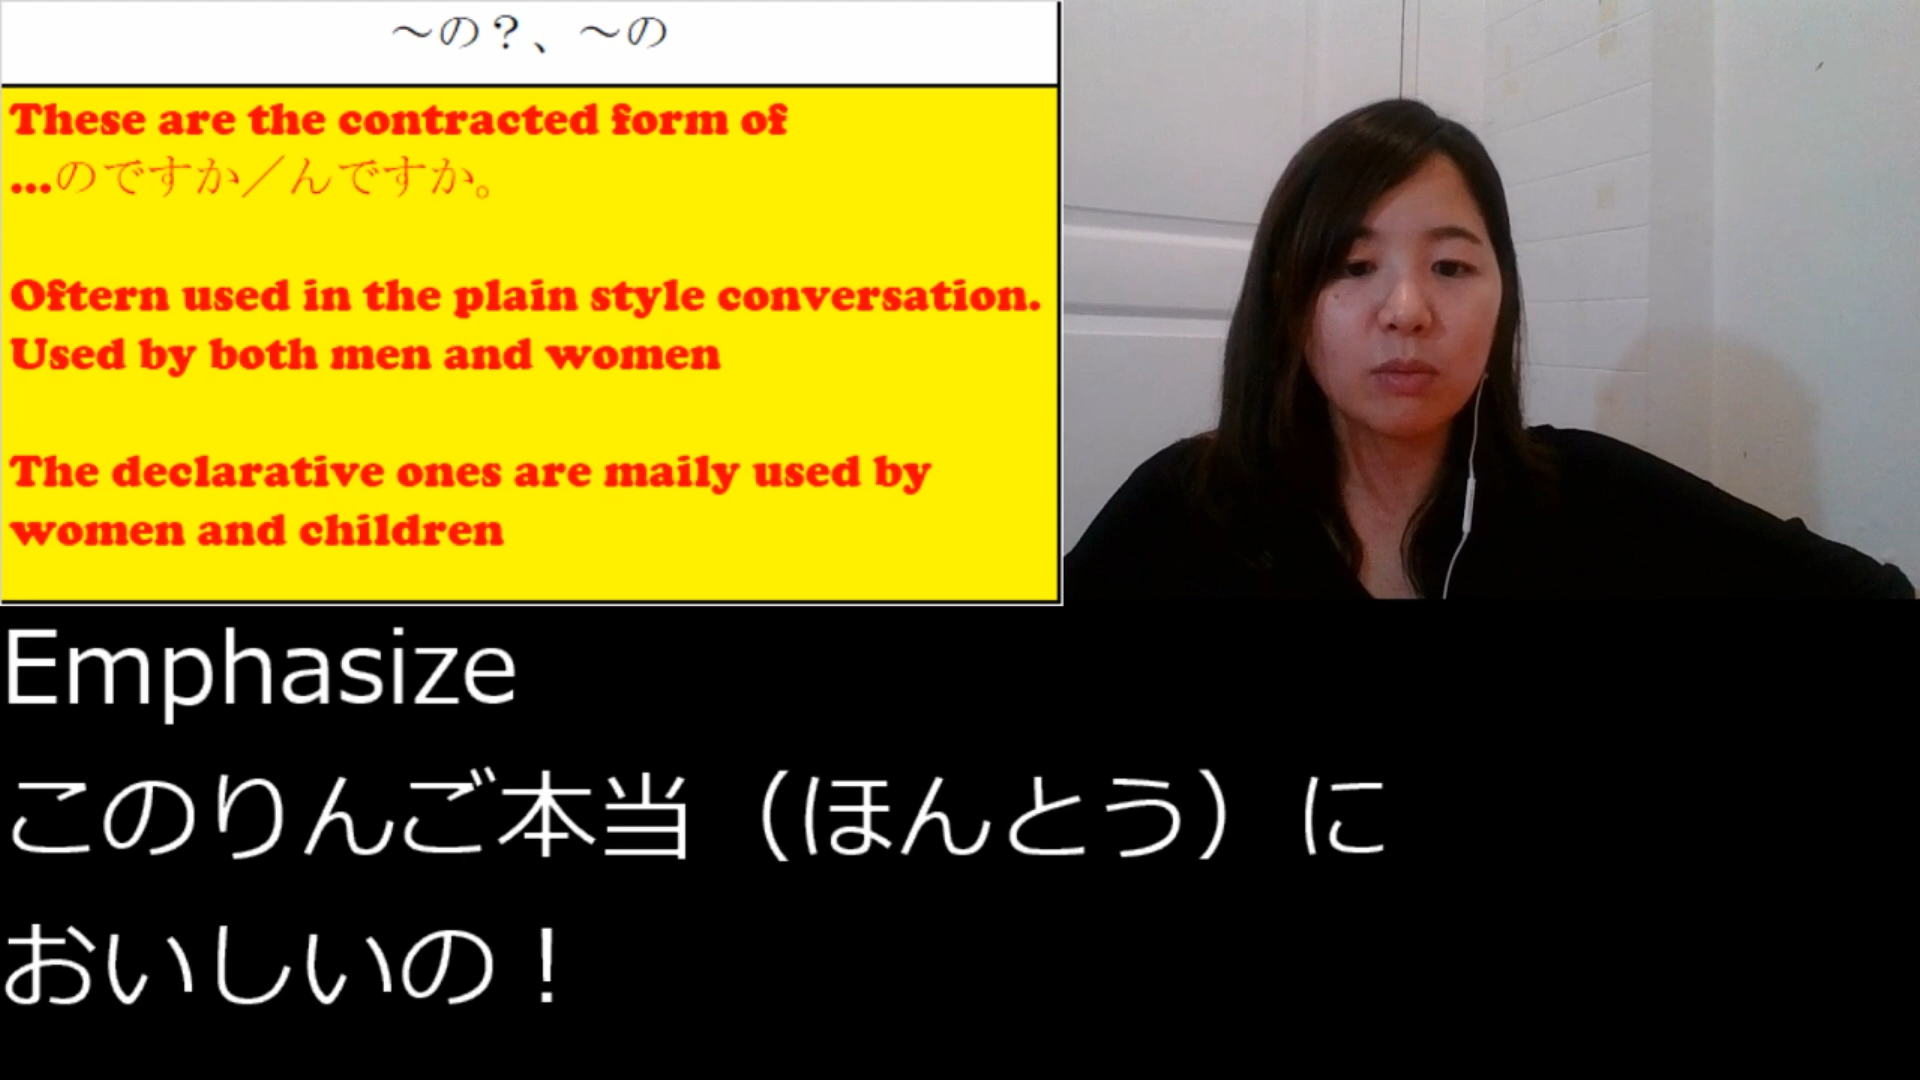 ～の？、～の
These are the contracted form of
...のですか／んですか。
Oftern used in the plain style conversation.
Used by both men and women
The declarative ones are maily used by
women and children
Emphasize
このりんご本当（ほんとう）に
おいしいの！